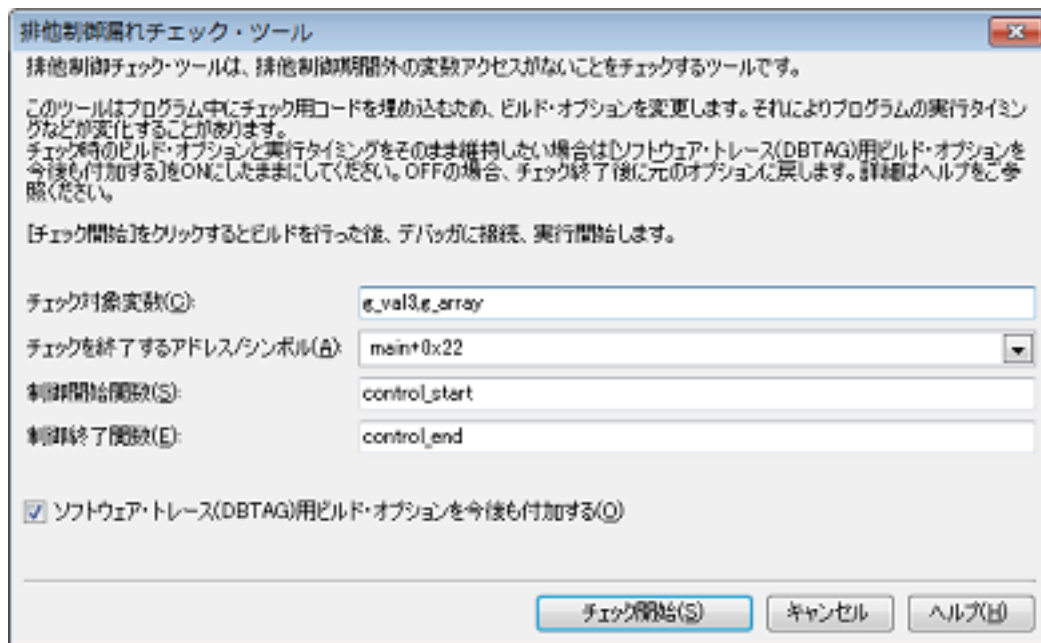 排他制御漏れチェック・ツール
排他制御チェック・ツールは、排他制御期間外の変数アクセスがないことをチェックするツールです。
このツールはプログラム中にチェック用コードを埋め込むため、ビルド・オプションを変更します。それによりプログラムの実行タイミン
グなどが変化することがあります。
チェック時のビルド・オプションと実行タイミングをそのまま維持したい場合は[ソフトウェア・トレース(DBTAG)用ビルド・オプションを
今後も付加する]をONにしたままにしてください。OFFの場合、チェック終了後に元のオプションに戻します。詳細はヘルプをご参
照ください。
[チェック開始]をクリックするとビルドを行った後、デバッガに接続、実行開始します。
チェック対象変数(C): g_val3,g_array
チェックを終了するアドレス/シンボル(A): main+0x22
制御開始関数(S): control_start
制御終了関数(E): control_end
ソフトウェア・トレース(DBTAG)用ビルド・オプションを今後も付加する(O)
チェック開始(S) キャンセル ヘルプ(H)